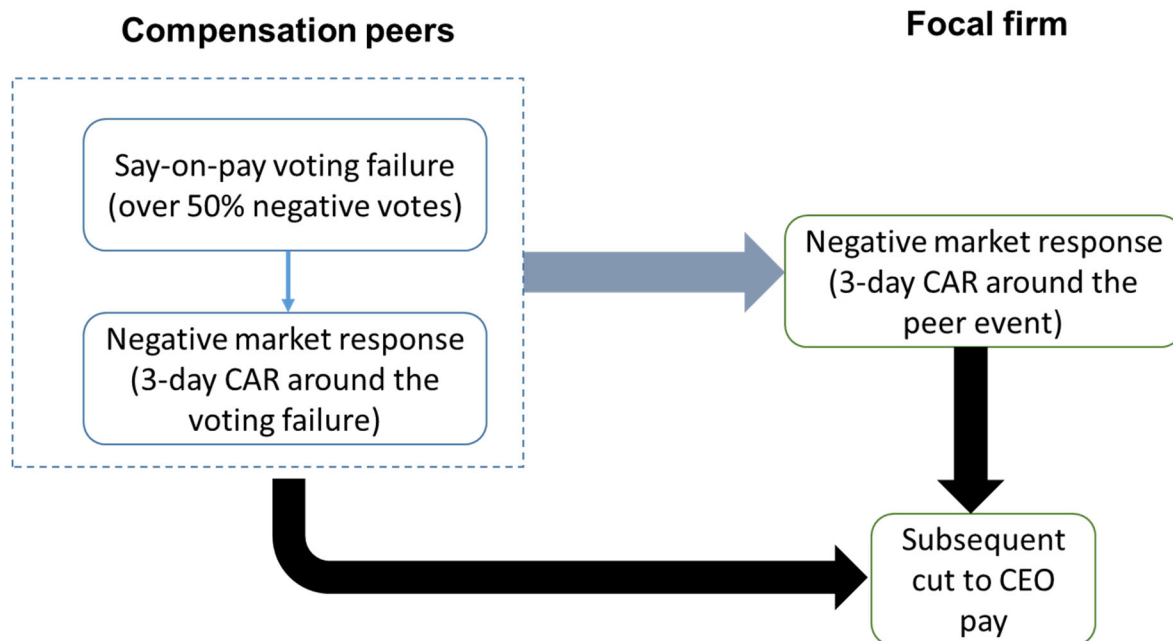 Compensation peers
Focal firm
Say-on-pay voting failure
(over 50% negative votes)
Negative market response
(3-day CAR around the
voting failure)
Negative market response
(3-day CAR around the
peer event)
Subsequent
cut to CEO
pay